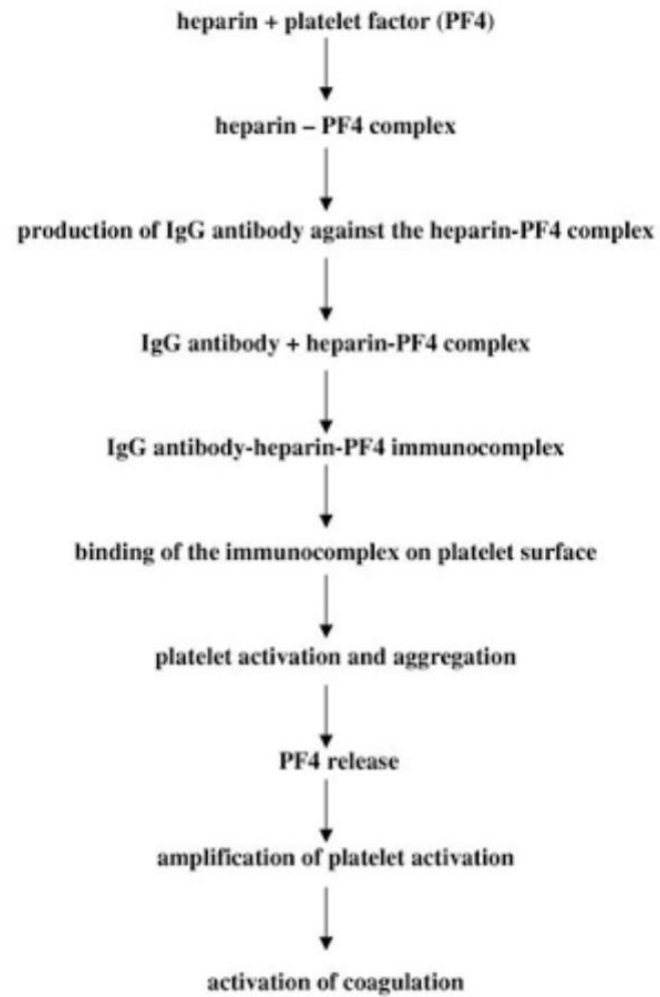 heparin + platelet factor (PF4)
heparin – PF4 complex
production of IgG antibody against the heparin-PF4 complex
IgG antibody + heparin-PF4 complex
IgG antibody-heparin-PF4 immunocomplex
binding of the immunocomplex on platelet surface
platelet activation and aggregation
PF4 release
amplification of platelet activation
activation of coagulation